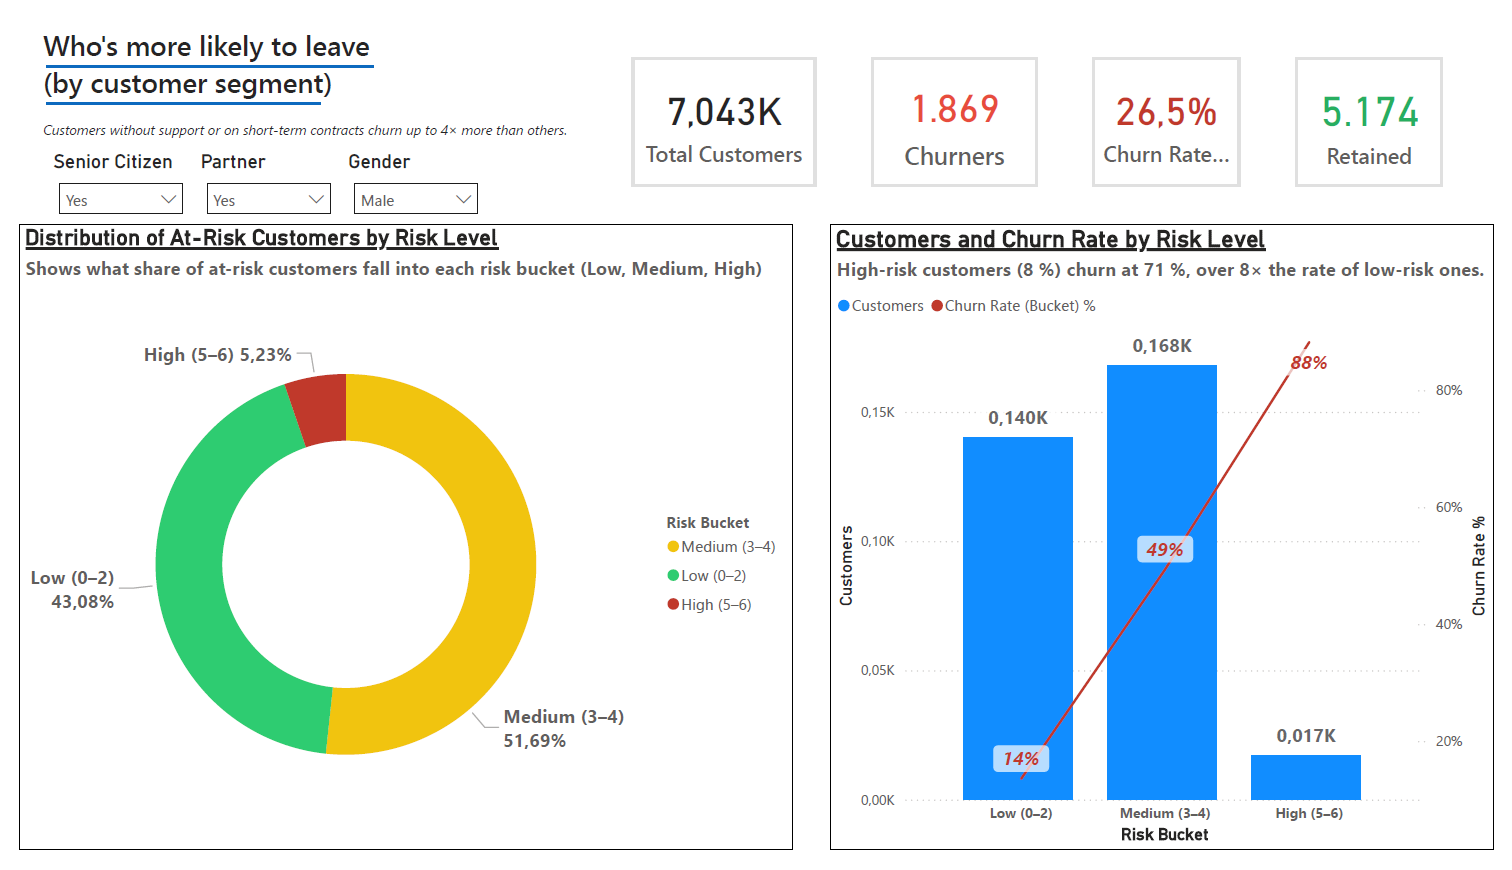 Who's more likely to leave
(by customer segment)
Customers without support or on short-term contracts churn up to 4× more than others.
Senior Citizen
Partner
Gender
Yes
Yes
Male
7,043K
Total Customers
1.869
Churners
26,5%
Churn Rate...
5.174
Retained
Distribution of At-Risk Customers by Risk Level
Shows what share of at-risk customers fall into each risk bucket (Low, Medium, High)
High (5–6) 5,23%
Low (0–2)
43,08%
Medium (3–4)
51,69%
Risk Bucket
Medium (3–4)
Low (0–2)
High (5–6)
Customers and Churn Rate by Risk Level
High-risk customers (8 %) churn at 71 %, over 8× the rate of low-risk ones.
Customers
Churn Rate (Bucket) %
0,168K
88%
80%
0,15K
0,140K
60%
0,10K
49%
Customers
Churn Rate %
40%
0,05K
0,017K
20%
14%
0,00K
Low (0–2)
Medium (3–4)
High (5–6)
Risk Bucket